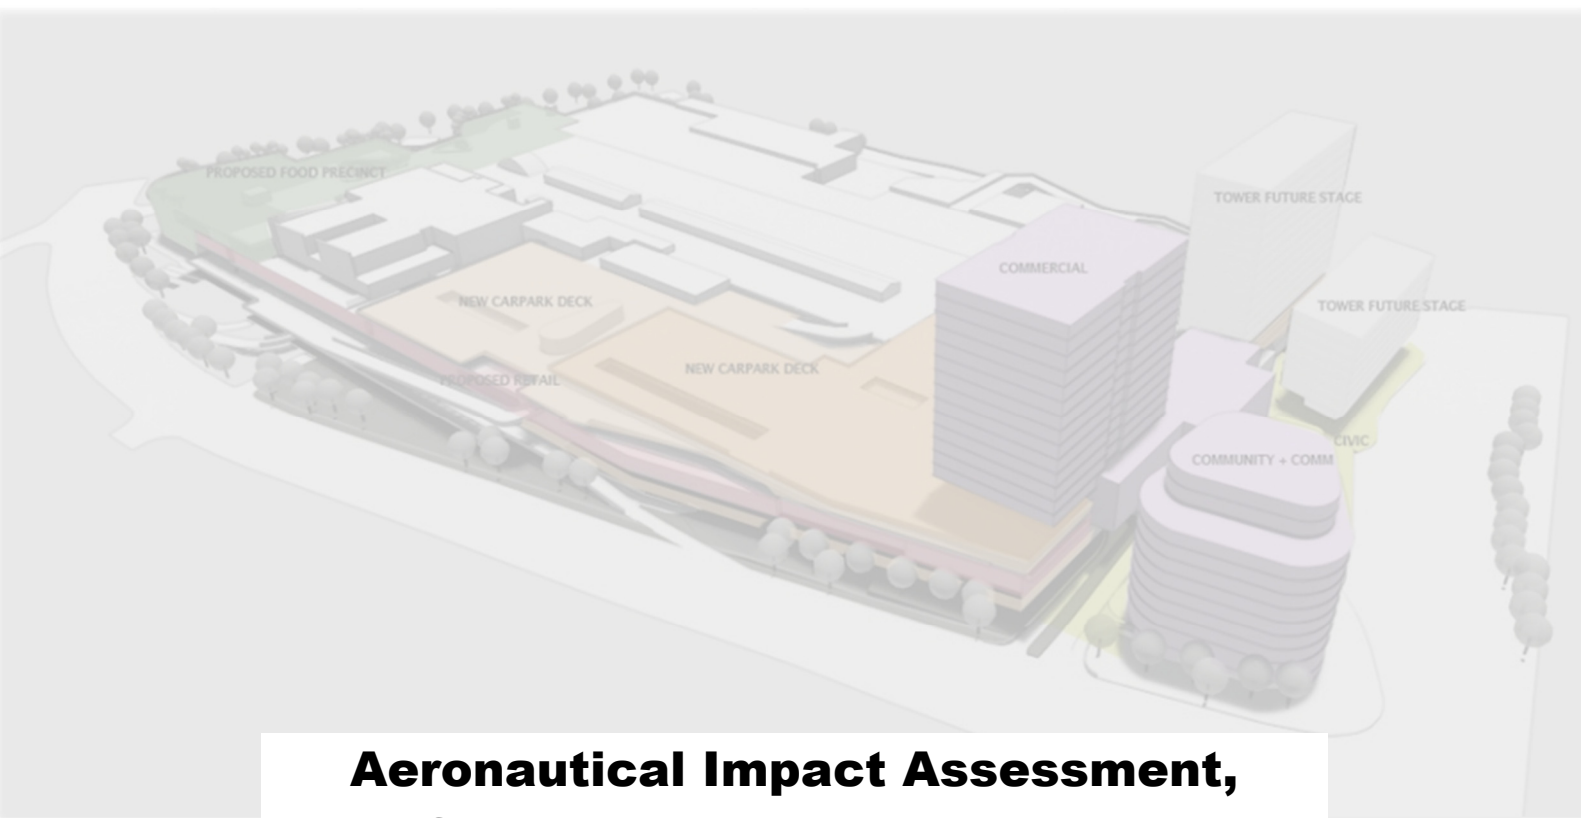 PROPOSED FOOD PRECINCT
TOWER FUTURE STAGE
COMMERCIAL
NEW CARPARK DECK
TOWER FUTURE STAGE
NEW CARPARK DECK
PROPOSED RETAIL
CIVIC
COMMUNITY + COMM
Aeronautical Impact Assessment,